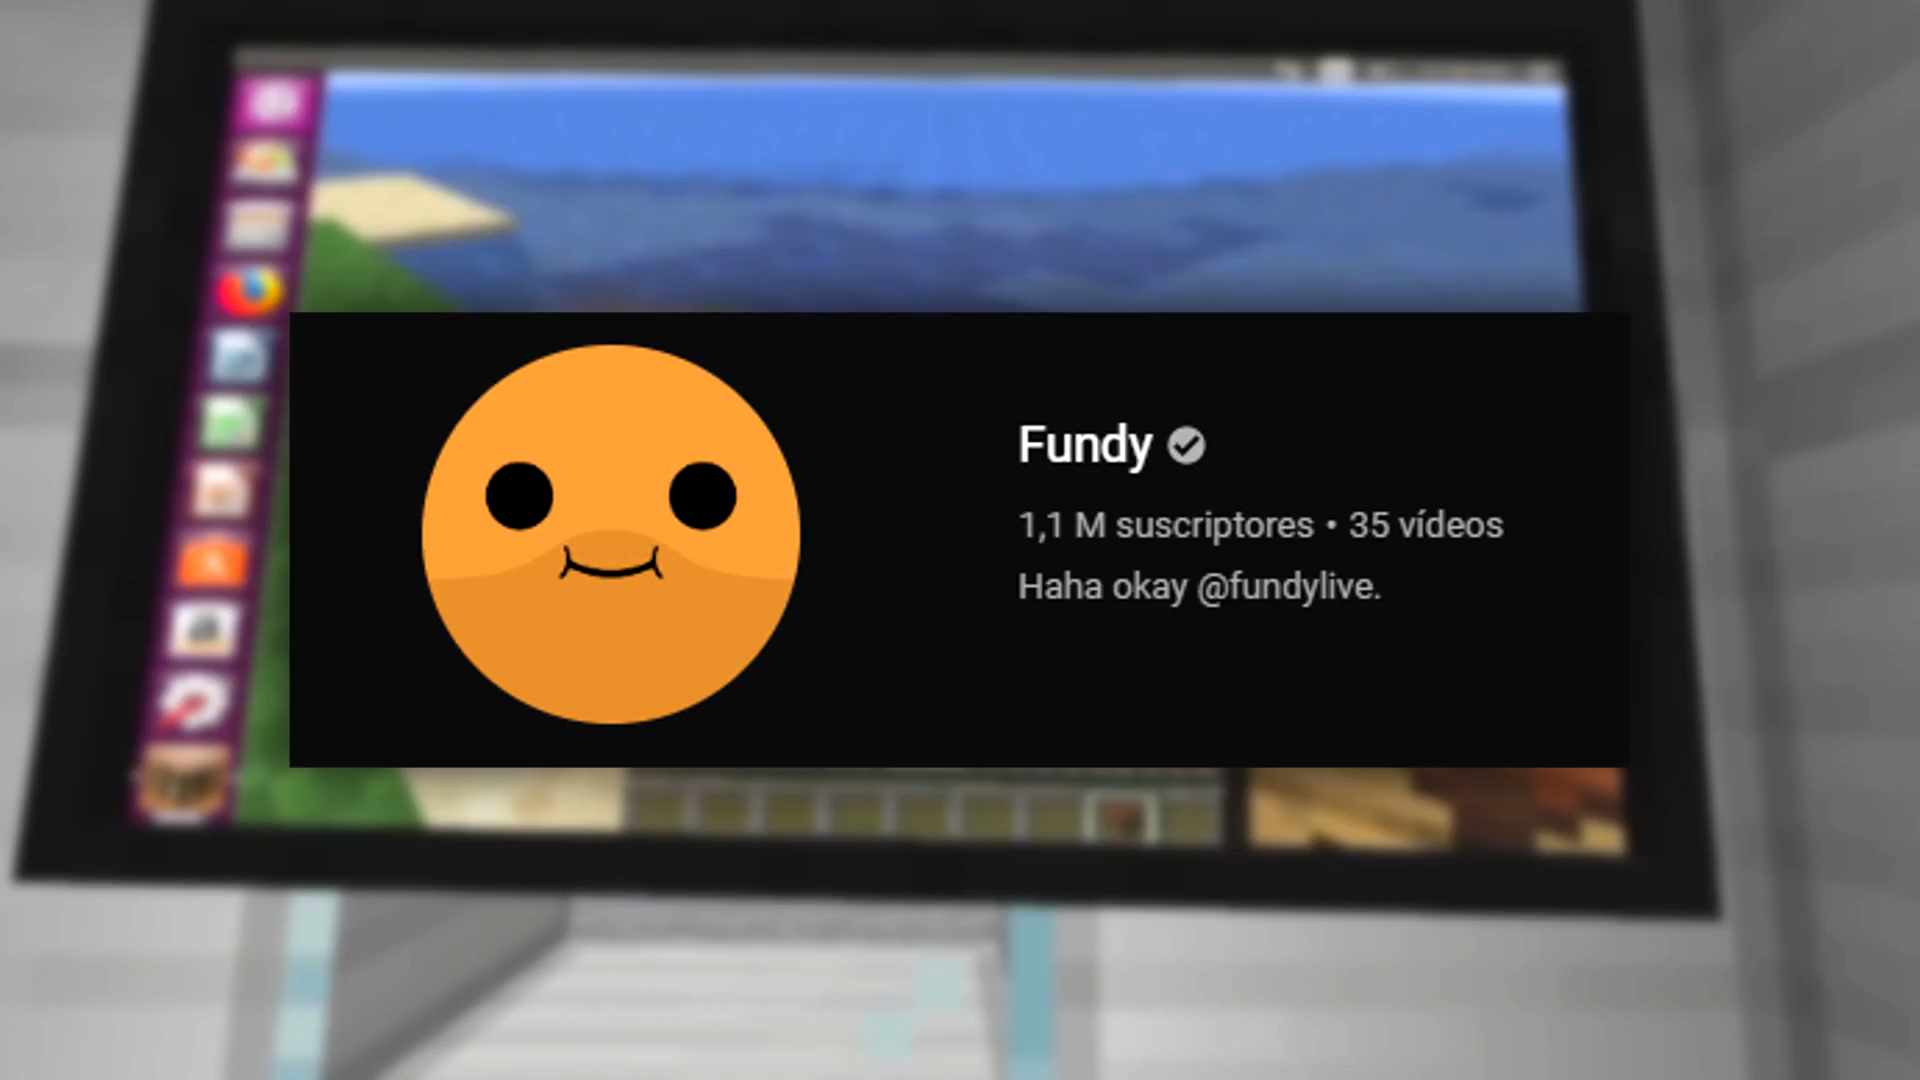 Fundy
1,1 M suscriptores • 35 vídeos
Haha okay @fundylive.